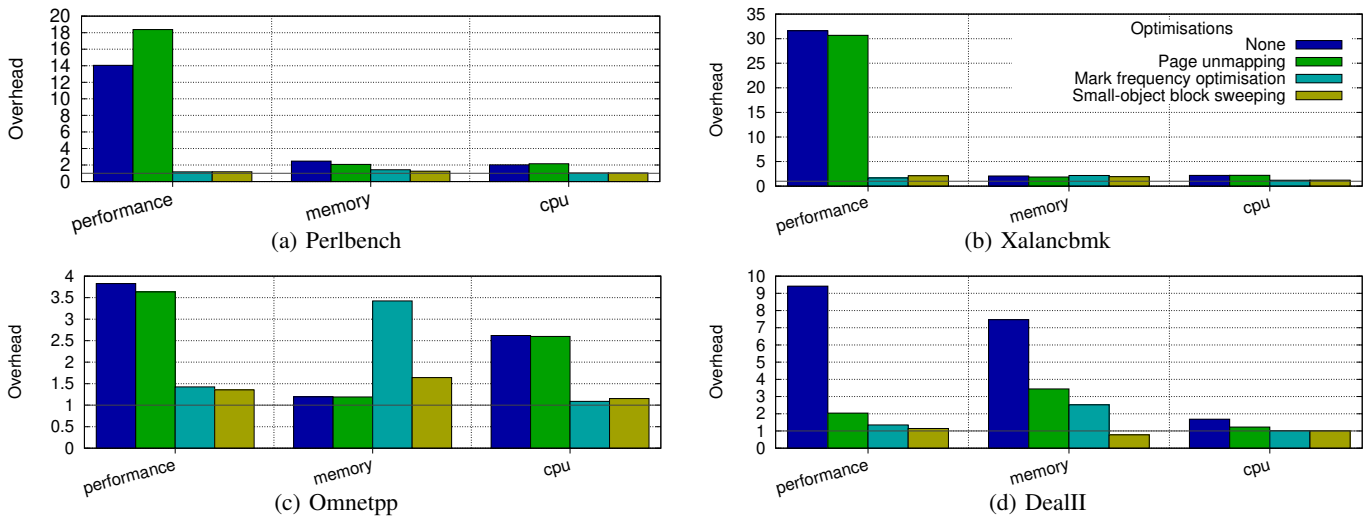 Overhead
20
18
16
14
12
10
8
6
4
2
0
performance
memory
cpu
(a) Perlbench
Overhead
35
30
25
20
15
10
5
0
Optimisations
None
Page unmapping
Mark frequency optimisation
Small-object block sweeping
performance
memory
cpu
(b) Xalancbmk
Overhead
4
3.5
3
2.5
2
1.5
1
0.5
0
performance
memory
cpu
(c) Omnetpp
Overhead
10
9
8
7
6
5
4
3
2
1
0
performance
memory
cpu
(d) DealII